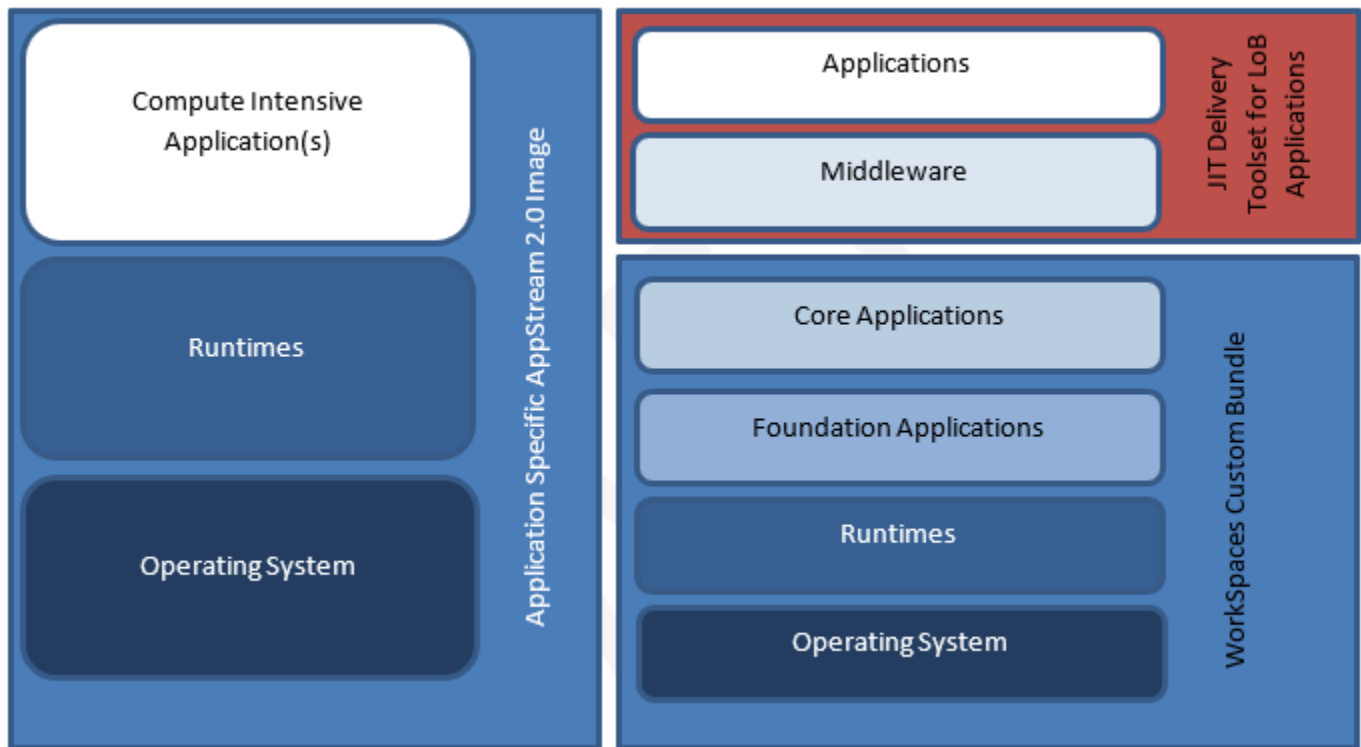 Compute Intensive
Application(s)
Runtimes
Operating System
Application Specific AppStream 2.0 Image
Applications
Middleware
JIT Delivery
Toolset for LoB
Applications
Core Applications
Foundation Applications
Runtimes
Operating System
WorkSpaces Custom Bundle